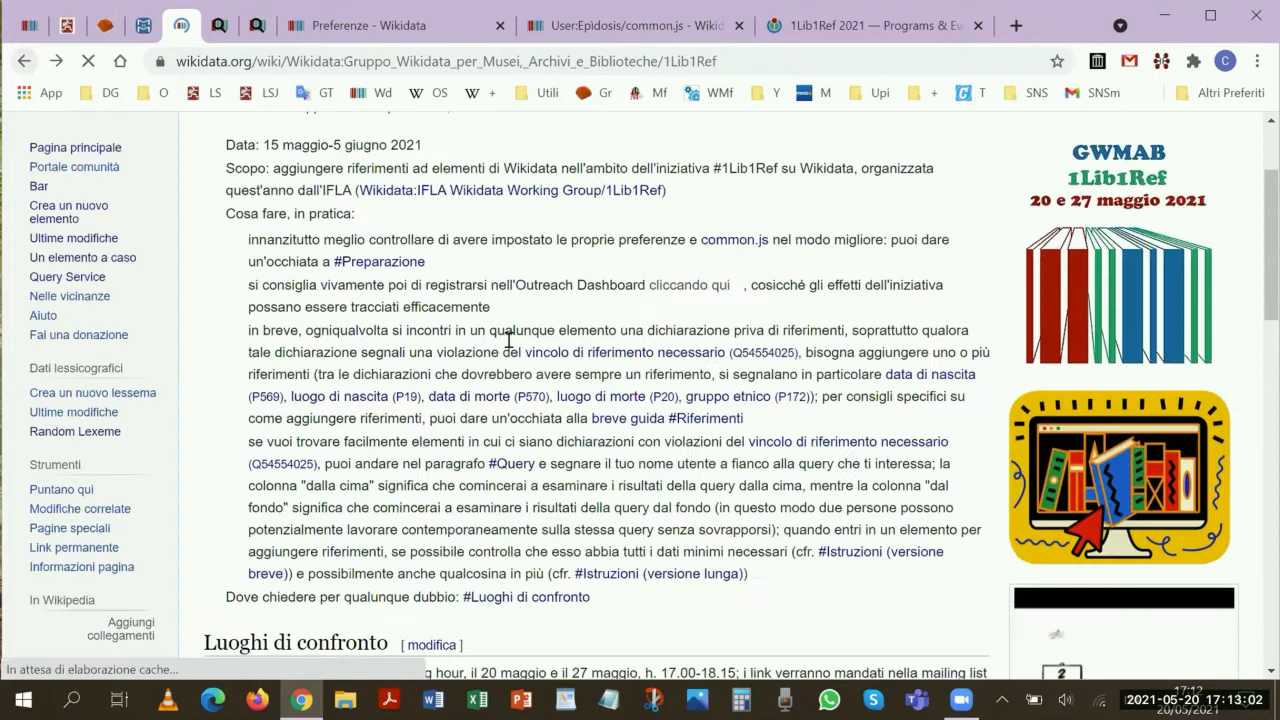 Preferenze - Wikidata
User:Epìdosis/common.js - Wikid
1Lib1Ref 2021 — Programs & Ev
wikidata.org/wiki/Wikidata:Gruppo_Wikidata_per_Musei,_Archivi_e_Biblioteche/1Lib1Ref
App DG O LS LSJ GT Wd OS + Utili Gr Mf WMf Y M Upi + T SNS SNSm Altri Preferiti
Pagina principale
Portale comunità
Bar
Crea un nuovo
elemento
Ultime modifiche
Un elemento a caso
Query Service
Nelle vicinanze
Aiuto
Fai una donazione
Dati lessicografici
Crea un nuovo lessema
Ultime modifiche
Random Lexeme
Strumenti
Puntano qui
Modifiche correlate
Pagine speciali
Link permanente
Informazioni pagina
In Wikipedia
Aggiungi
collegamenti
Data: 15 maggio-5 giugno 2021
Scopo: aggiungere riferimenti ad elementi di Wikidata nell'ambito dell'iniziativa #1Lib1Ref su Wikidata, organizzata
quest'anno dall'IFLA (Wikidata:IFLA Wikidata Working Group/1Lib1Ref)
Cosa fare, in pratica:
innanzitutto meglio controllare di avere impostato le proprie preferenze e common.js nel modo migliore: puoi dare
un'occhiata a #Preparazione
si consiglia vivamente poi di registrarsi nell'Outreach Dashboard cliccando qui , cosicché gli effetti dell'iniziativa
possano essere tracciati efficacemente
in breve, ogniqualvolta si incontri in un qualunque elemento una dichiarazione priva di riferimenti, soprattutto qualora
tale dichiarazione segnali una violazione del vincolo di riferimento necessario (Q54554025), bisogna aggiungere uno o più
riferimenti (tra le dichiarazioni che dovrebbero avere sempre un riferimento, si segnalano in particolare data di nascita
(P569), luogo di nascita (P19), data di morte (P570), luogo di morte (P20), gruppo etnico (P172)); per consigli specifici su
come aggiungere riferimenti, puoi dare un'occhiata alla breve guida #Riferimenti
se vuoi trovare facilmente elementi in cui ci siano dichiarazioni con violazioni del vincolo di riferimento necessario
(Q54554025), puoi andare nel paragrafo #Query e segnare il tuo nome utente a fianco alla query che ti interessa; la
colonna "dalla cima" significa che comincerai a esaminare i risultati della query dalla cima, mentre la colonna "dal
fondo" significa che comincerai a esaminare i risultati della query dal fondo (in questo modo due persone possono
potenzialmente lavorare contemporaneamente sulla stessa query senza sovrapporsi); quando entri in un elemento per
aggiungere riferimenti, se possibile controlla che esso abbia tutti i dati minimi necessari (cfr. #Istruzioni (versione
breve)) e possibilmente anche qualcosina in più (cfr. #Istruzioni (versione lunga))
Dove chiedere per qualunque dubbio: #Luoghi di confronto
Luoghi di confronto [ modifica ]
g hour, il 20 maggio e il 27 maggio, h. 17.00-18.15; i link verranno mandati nella mailing list
GWMAB
1Lib1Ref
20 e 27 maggio 2021
2
In attesa di elaborazione cache...
17:12
20/05/2021
2021-05-20 17:13:02